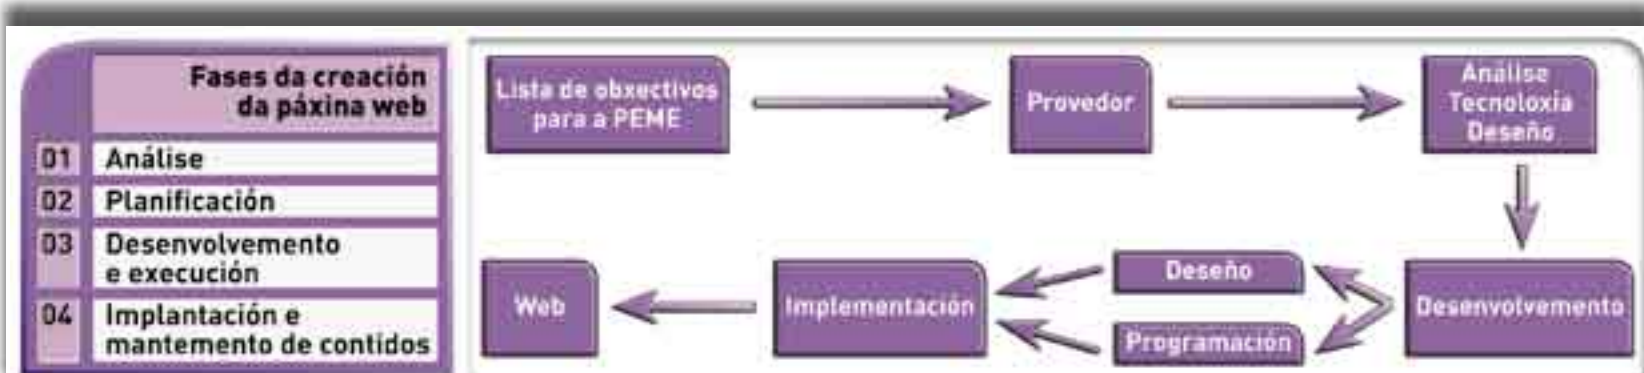 Fases da creación
da páxina web
01 Análise
02 Planificación
03 Desenvolvemento
e execución
04 Implantación e
mantemento de contidos
Lista de obxectivos
para a PEME
Provedor
Análise
Tecnoloxía
Deseño
Desenvolvemento
Deseño
Programación
Implementación
Web